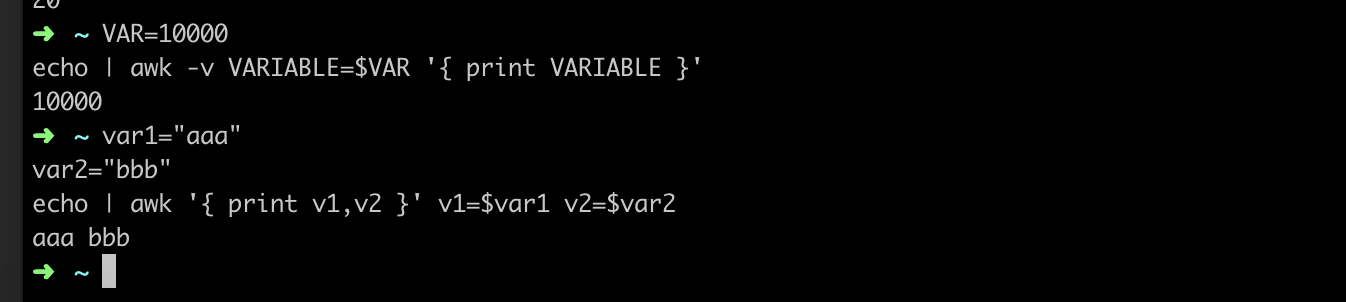 20
➜ ~ VAR=10000
echo | awk -v VARIABLE=$VAR '{ print VARIABLE }'
10000
➜ ~ var1="aaa"
var2="bbb"
echo | awk '{ print v1,v2 }' v1=$var1 v2=$var2
aaa bbb
➜ ~